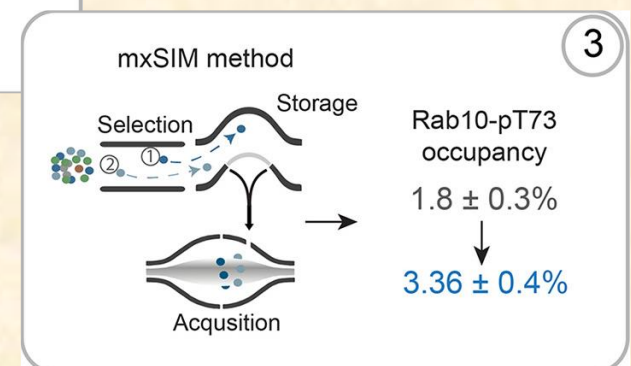 3
mxSIM method
Storage
Selection
①
②
Acqusition
Rab10-pT73
occupancy
1.8 ± 0.3%
3.36 ± 0.4%